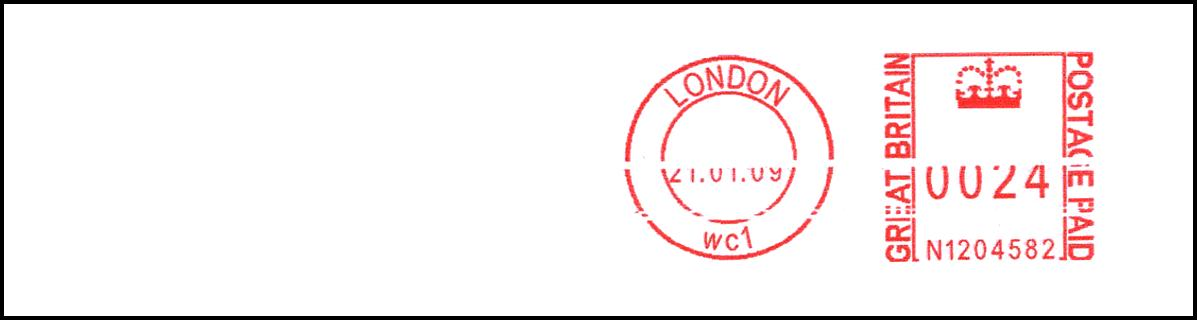 LONDON
21.01.09
wc1
GREAT BRITAIN
POSTAGE PAID
0024
N1204582